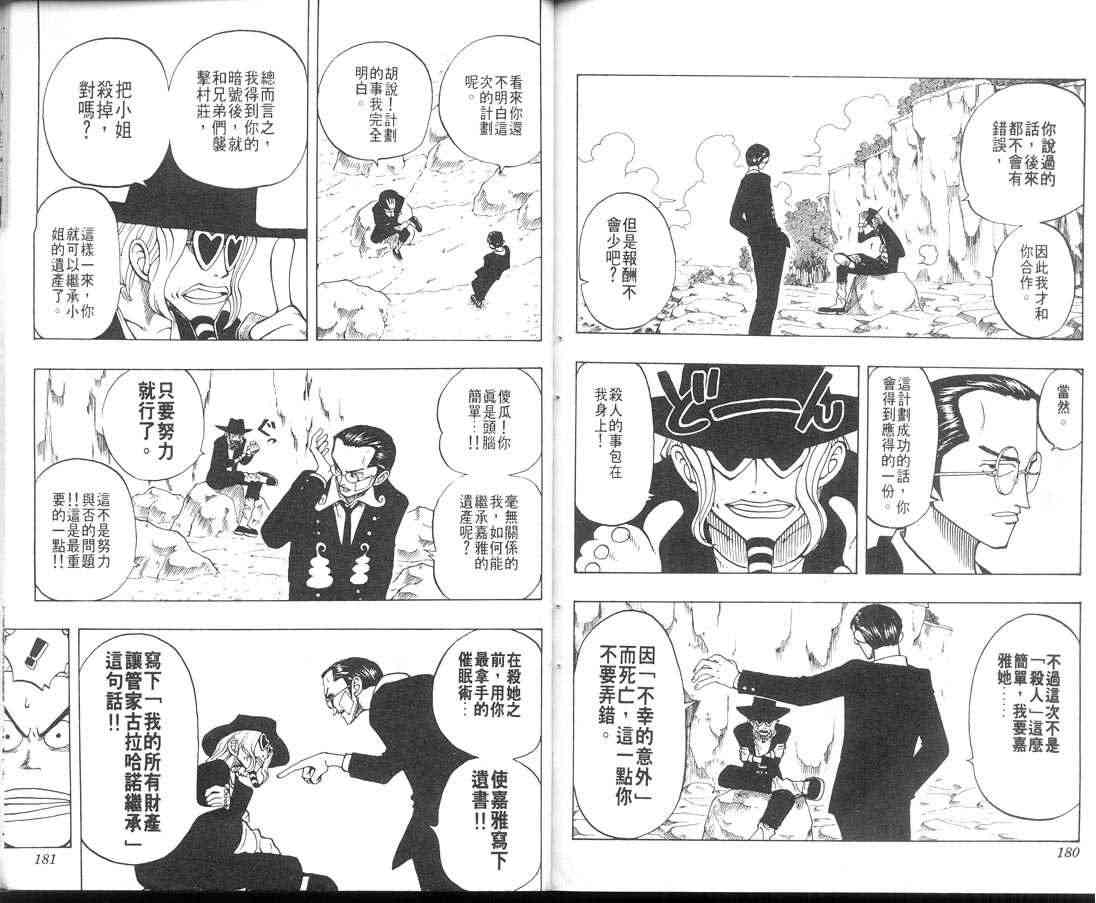 你說過的
話，後來
都不會有
錯誤，
因此我才和
你合作。
但是報酬不
會少吧？
當然。
這計劃成功的話，你
會得到應得的一份。
どーん
殺人的事包在
我身上！
不過這次不是
「殺人」這麼
簡單，我要嘉
雅她……
因「不幸的意外」
而死亡，這一點你
不要弄錯。
180
看來你還
不明白這
次的計劃
呢。
胡說！計劃
的事我完全
明白。
總而言之，
我得到你的
暗號後，就
和兄弟們襲
擊村莊，
把小姐
殺掉，
對嗎？
這樣一來，你
就可以繼承小
姐的遺產了。
傻瓜！你
真是頭腦
簡單…!!
毫無關係的
我，如何能
繼承嘉雅的
遺產呢？
ぐっ
只要努力
就行了。
這不是努力
與否的問題
!!這是最重
要的一點!!
在殺她之
前，用你
最拿手的
催眠術…
使嘉雅寫下
遺書!!
寫下「我的所有財產
讓管家古拉哈諾繼承」
這句話!!
!
181